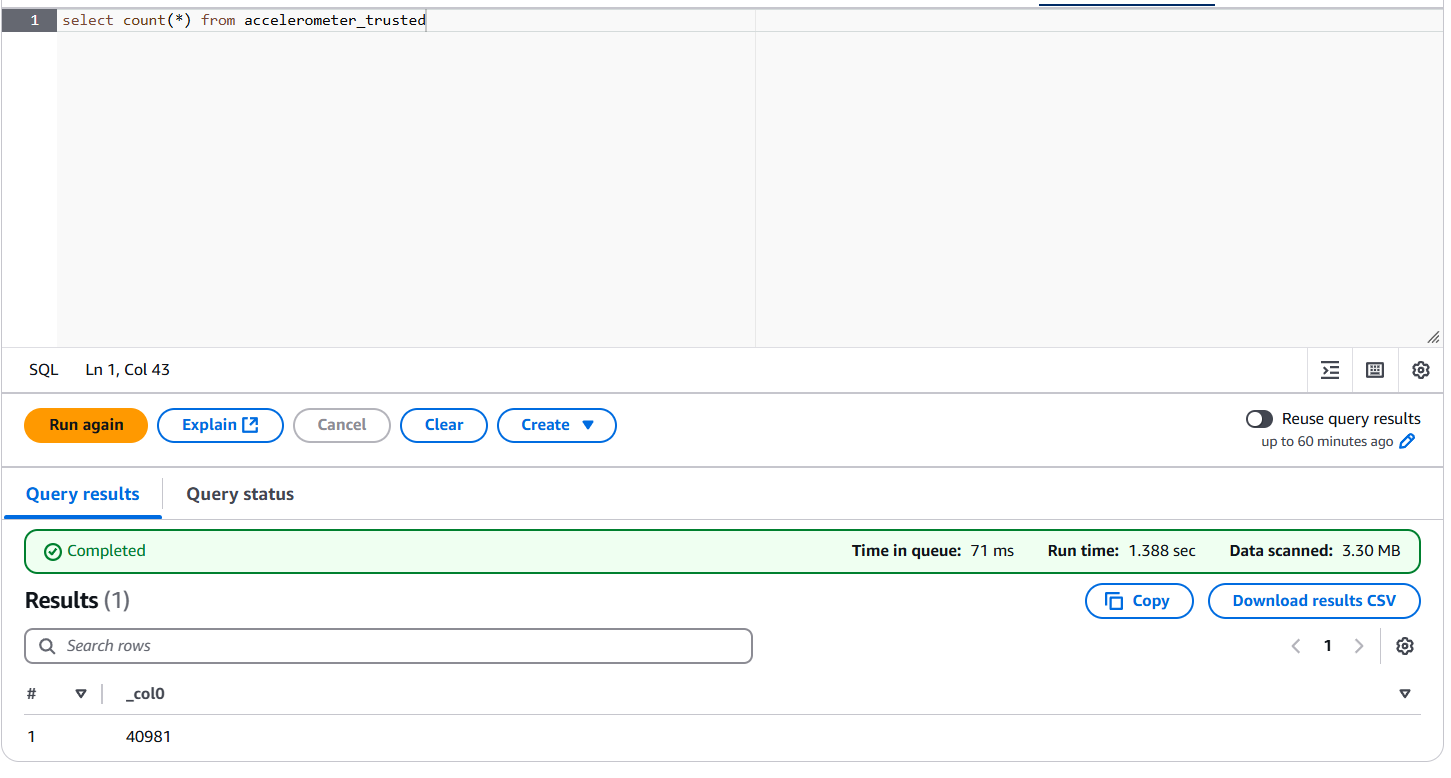 1 select count(*) from accelerometer_trusted
SQL Ln 1, Col 43
Run again Explain Cancel Clear Create Reuse query results
up to 60 minutes ago
Query results Query status
Completed Time in queue: 71 ms Run time: 1.388 sec Data scanned: 3.30 MB
Results (1) Copy Download results CSV
Search rows 1
# _col0
1 40981